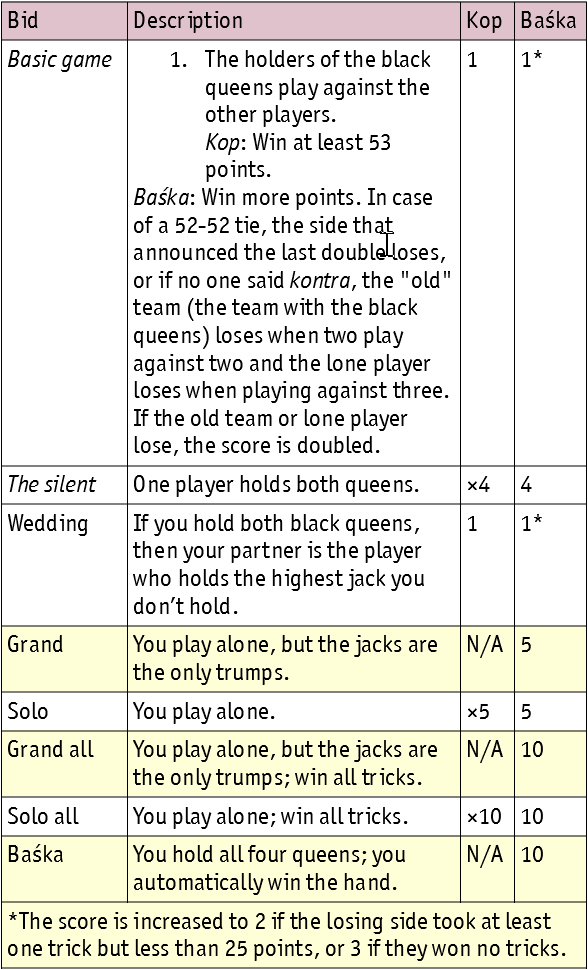 Bid Description Kop Baśka
Basic game 1. The holders of the black 1 1*
queens play against the
other players.
Kop: Win at least 53
points.
Baśka: Win more points. In case
of a 52-52 tie, the side that
announced the last double loses,
or if no one said kontra, the "old"
team (the team with the black
queens) loses when two play
against two and the lone player
loses when playing against three.
If the old team or lone player
lose, the score is doubled.
The silent One player holds both queens. ×4 4
Wedding If you hold both black queens, 1 1*
then your partner is the player
who holds the highest jack you
don’t hold.
Grand You play alone, but the jacks are N/A 5
the only trumps.
Solo You play alone. ×5 5
Grand all You play alone, but the jacks are N/A 10
the only trumps; win all tricks.
Solo all You play alone; win all tricks. ×10 10
Baśka You hold all four queens; you N/A 10
automatically win the hand.
*The score is increased to 2 if the losing side took at least
one trick but less than 25 points, or 3 if they won no tricks.